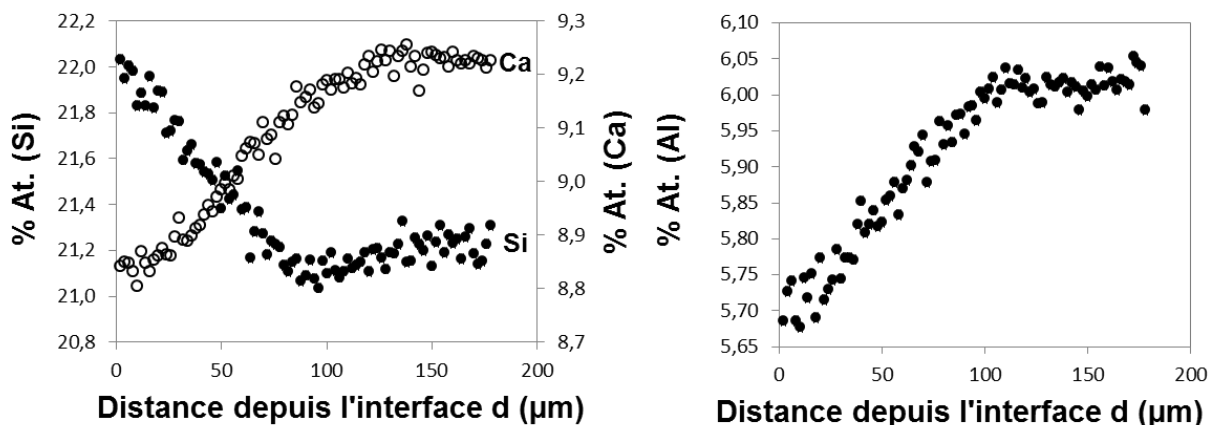 % At. (Si)
22,2
22,0
21,8
21,6
21,4
21,2
21,0
20,8
Ca
Si
9,3
9,2
9,1
9,0
8,9
8,8
8,7
% At. (Ca)
0 50 100 150 200
Distance depuis l'interface d (µm)
% At. (Al)
6,10
6,05
6,00
5,95
5,90
5,85
5,80
5,75
5,70
5,65
0 50 100 150 200
Distance depuis l'interface d (µm)